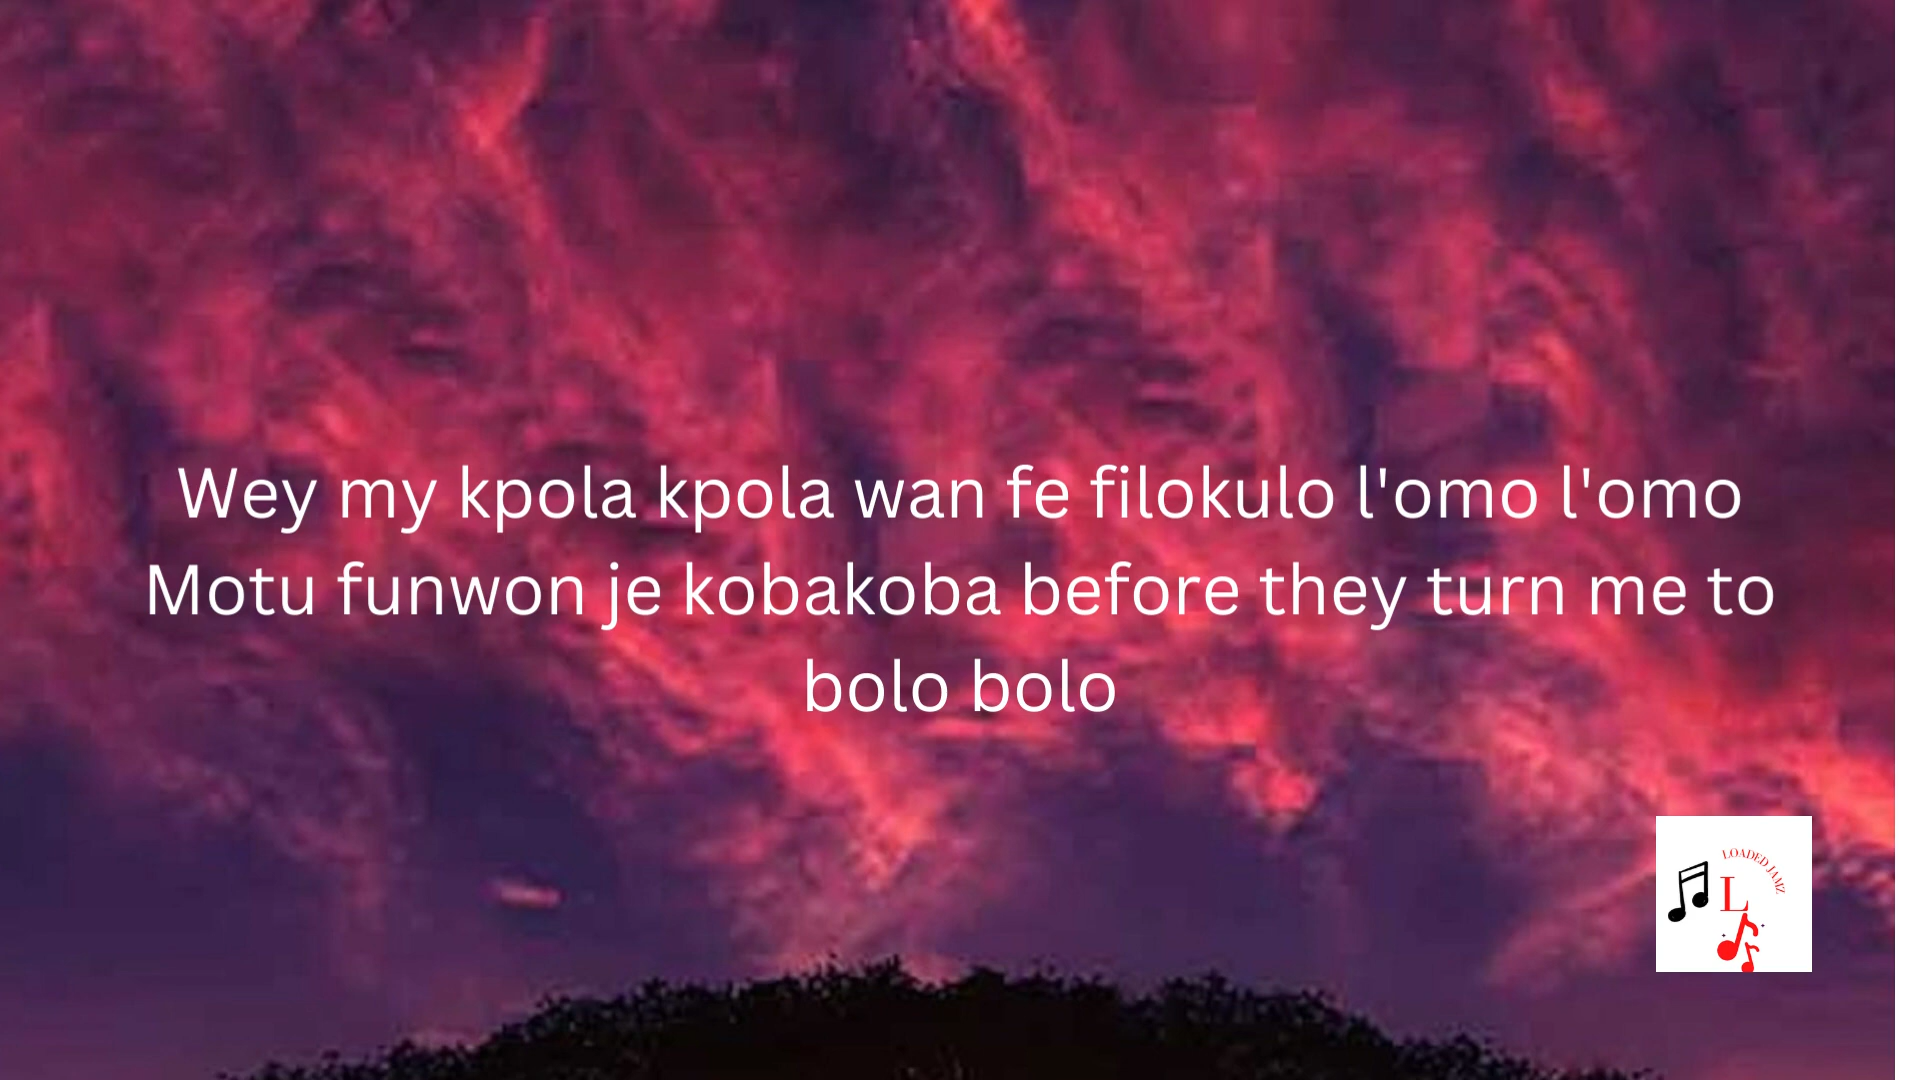 Wey my kpola kpola wan fe filokulo l'omo l'omo
Motu funwon je kobakoba before they turn me to
bolo bolo
LOADED JAMZ
L